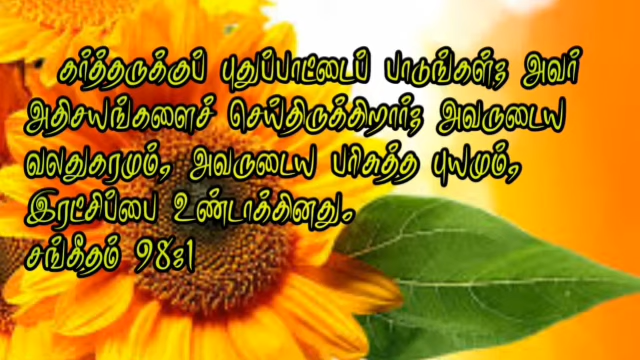 கர்த்தருக்குப் புதுப்பாட்டைப் பாடுங்கள்; அவர்
அதிசயங்களைச் செய்திருக்கிறார்; அவருடைய
வலதுகரமும், அவருடைய பரிசுத்த புயமும்,
இரட்சிப்பை உண்டாக்கினது.
சங்கீதம் 98:1